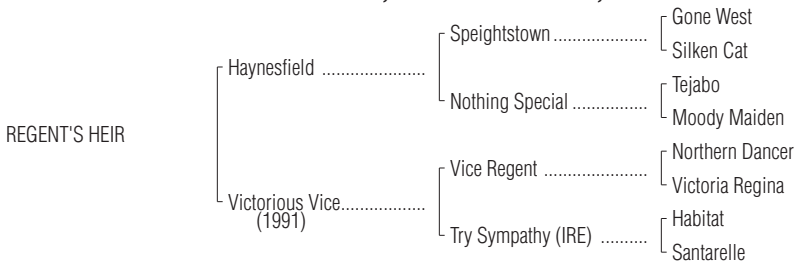 Gone West
Speightstown ....................
Silken Cat
Haynesfield ......................
Tejabo
Nothing Special ................
Moody Maiden
REGENT'S HEIR
Northern Dancer
Vice Regent ......................
Victoria Regina
Victorious Vice..................
(1991)
Habitat
Try Sympathy (IRE) ..........
Santarelle